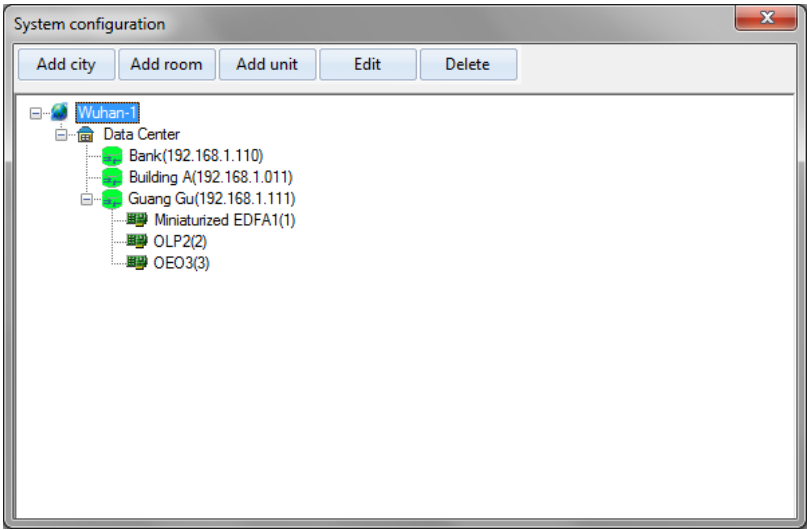 System configuration
Add city Add room Add unit Edit Delete
Wuhan-1
Data Center
Bank(192.168.1.110)
Building A(192.168.1.011)
Guang Gu(192.168.1.111)
Miniaturized EDFA1(1)
OLP2(2)
OEO3(3)